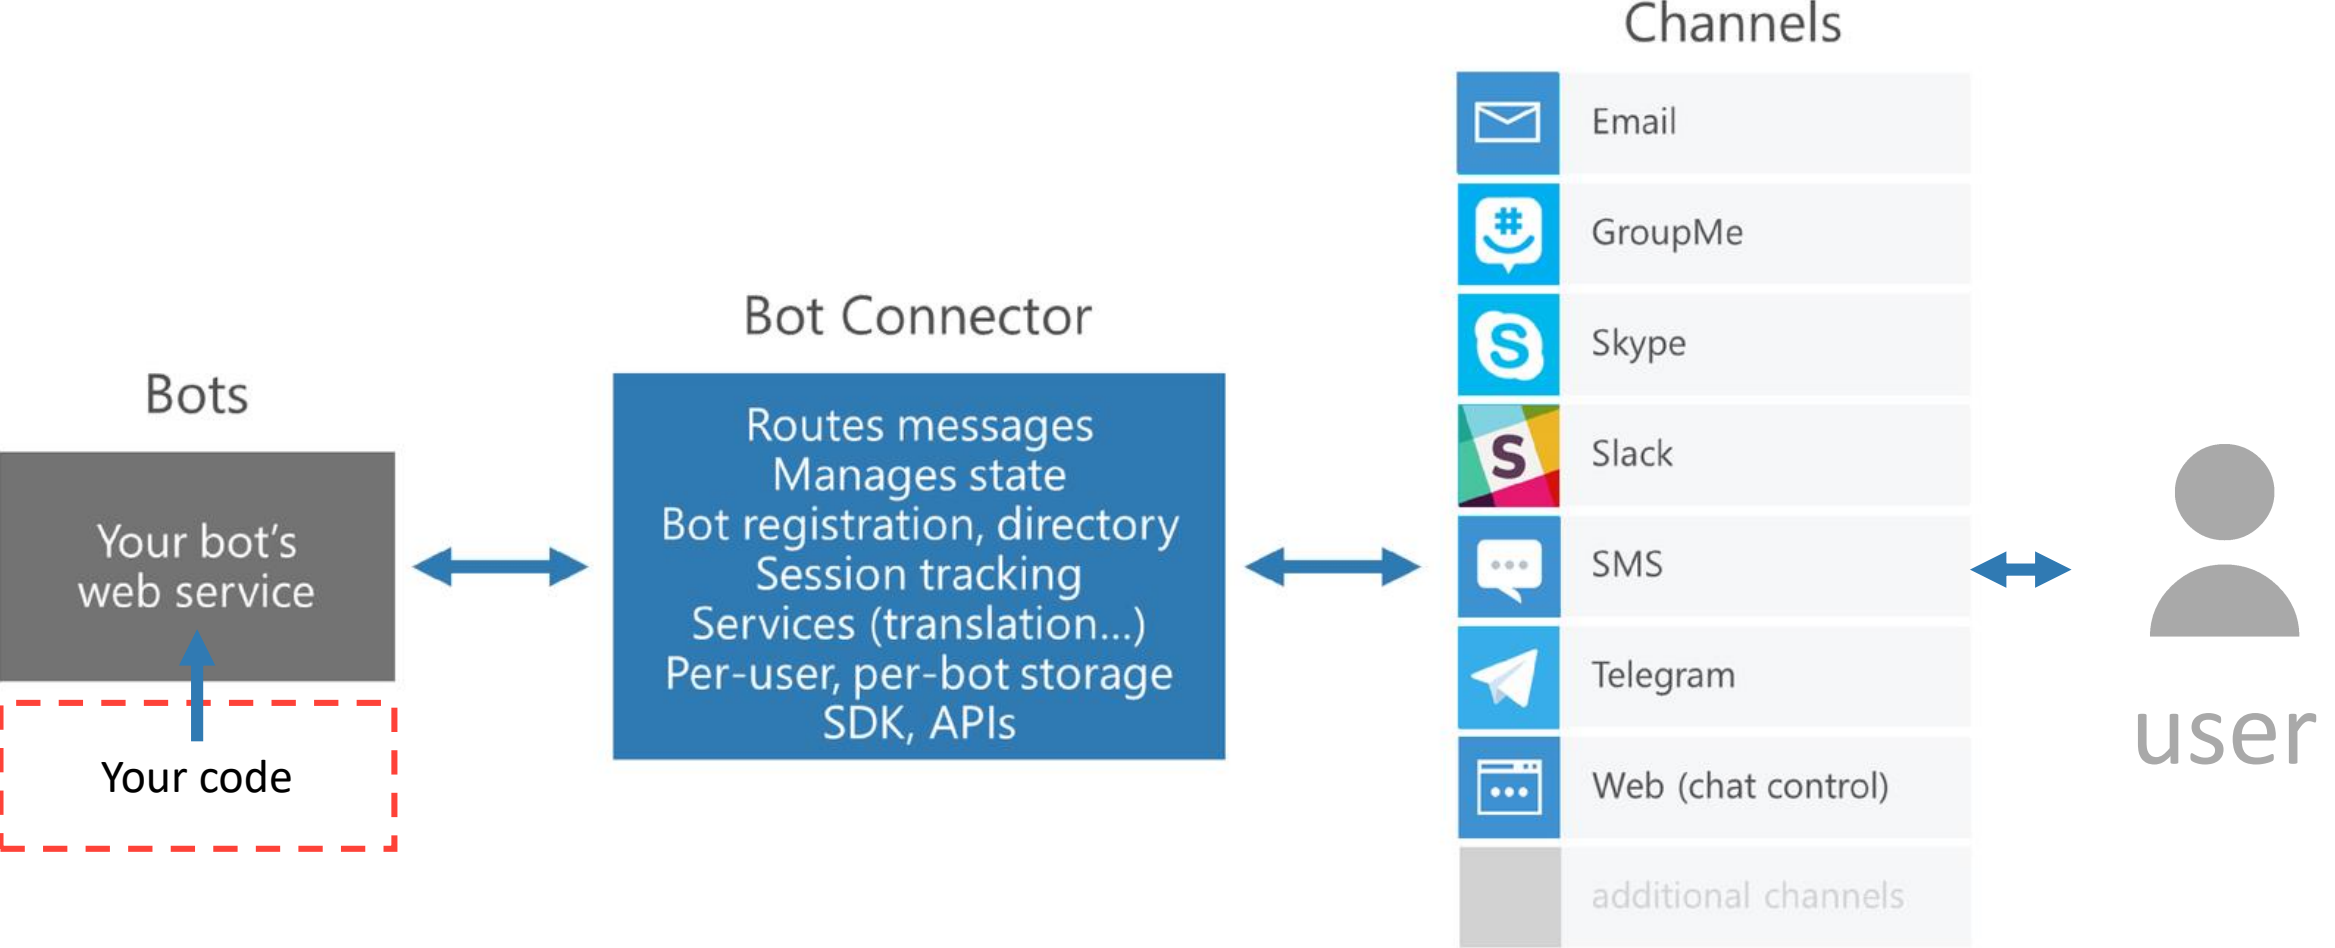 Bots
Your bot's
web service
Your code
Bot Connector
Routes messages
Manages state
Bot registration, directory
Session tracking
Services (translation...)
Per-user, per-bot storage
SDK, APIs
Channels
Email
#
GroupMe
S
Skype
S
Slack
SMS
Telegram
Web (chat control)
additional channels
user